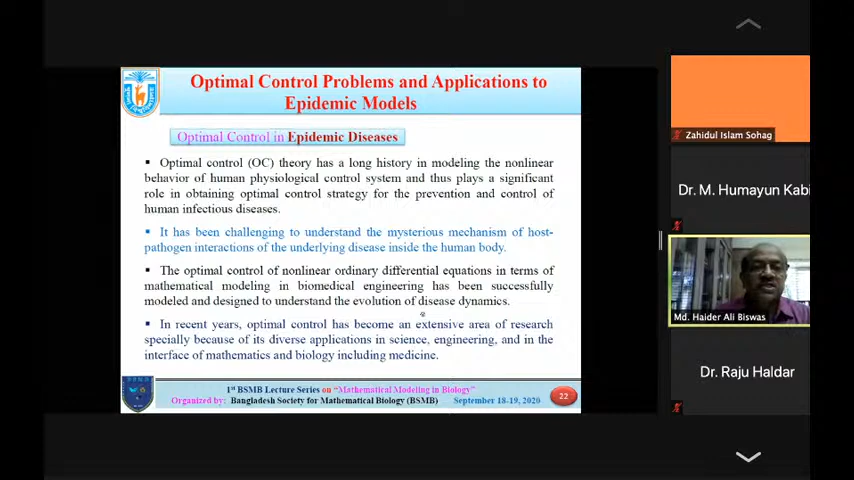 Optimal Control Problems and Applications to
Epidemic Models
Optimal Control in Epidemic Diseases
▪ Optimal control (OC) theory has a long history in modeling the nonlinear
behavior of human physiological control system and thus plays a significant
role in obtaining optimal control strategy for the prevention and control of
human infectious diseases.
▪ It has been challenging to understand the mysterious mechanism of host-
pathogen interactions of the underlying disease inside the human body.
▪ The optimal control of nonlinear ordinary differential equations in terms of
mathematical modeling in biomedical engineering has been successfully
modeled and designed to understand the evolution of disease dynamics.
▪ In recent years, optimal control has become an extensive area of research
specially because of its diverse applications in science, engineering, and in the
interface of mathematics and biology including medicine.
1st BSMB Lecture Series on “Mathematical Modeling in Biology”
Organized by: Bangladesh Society for Mathematical Biology (BSMB) September 18-19, 2020
22
Zahidul Islam Sohag
Dr. M. Humayun Kabi
Md. Haider Ali Biswas
Dr. Raju Haldar